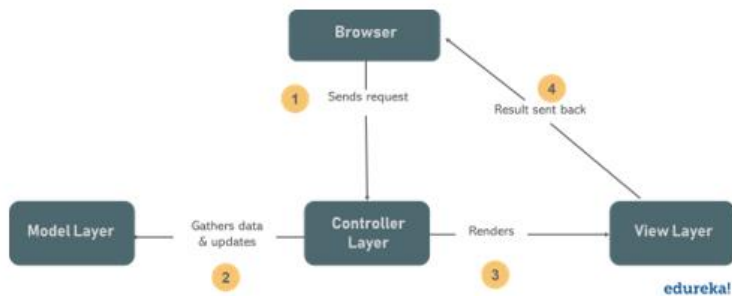 Browser
1
Sends request
4
Result sent back
Model Layer
Gathers data
& updates
2
Controller
Layer
Renders
3
View Layer
edureka!